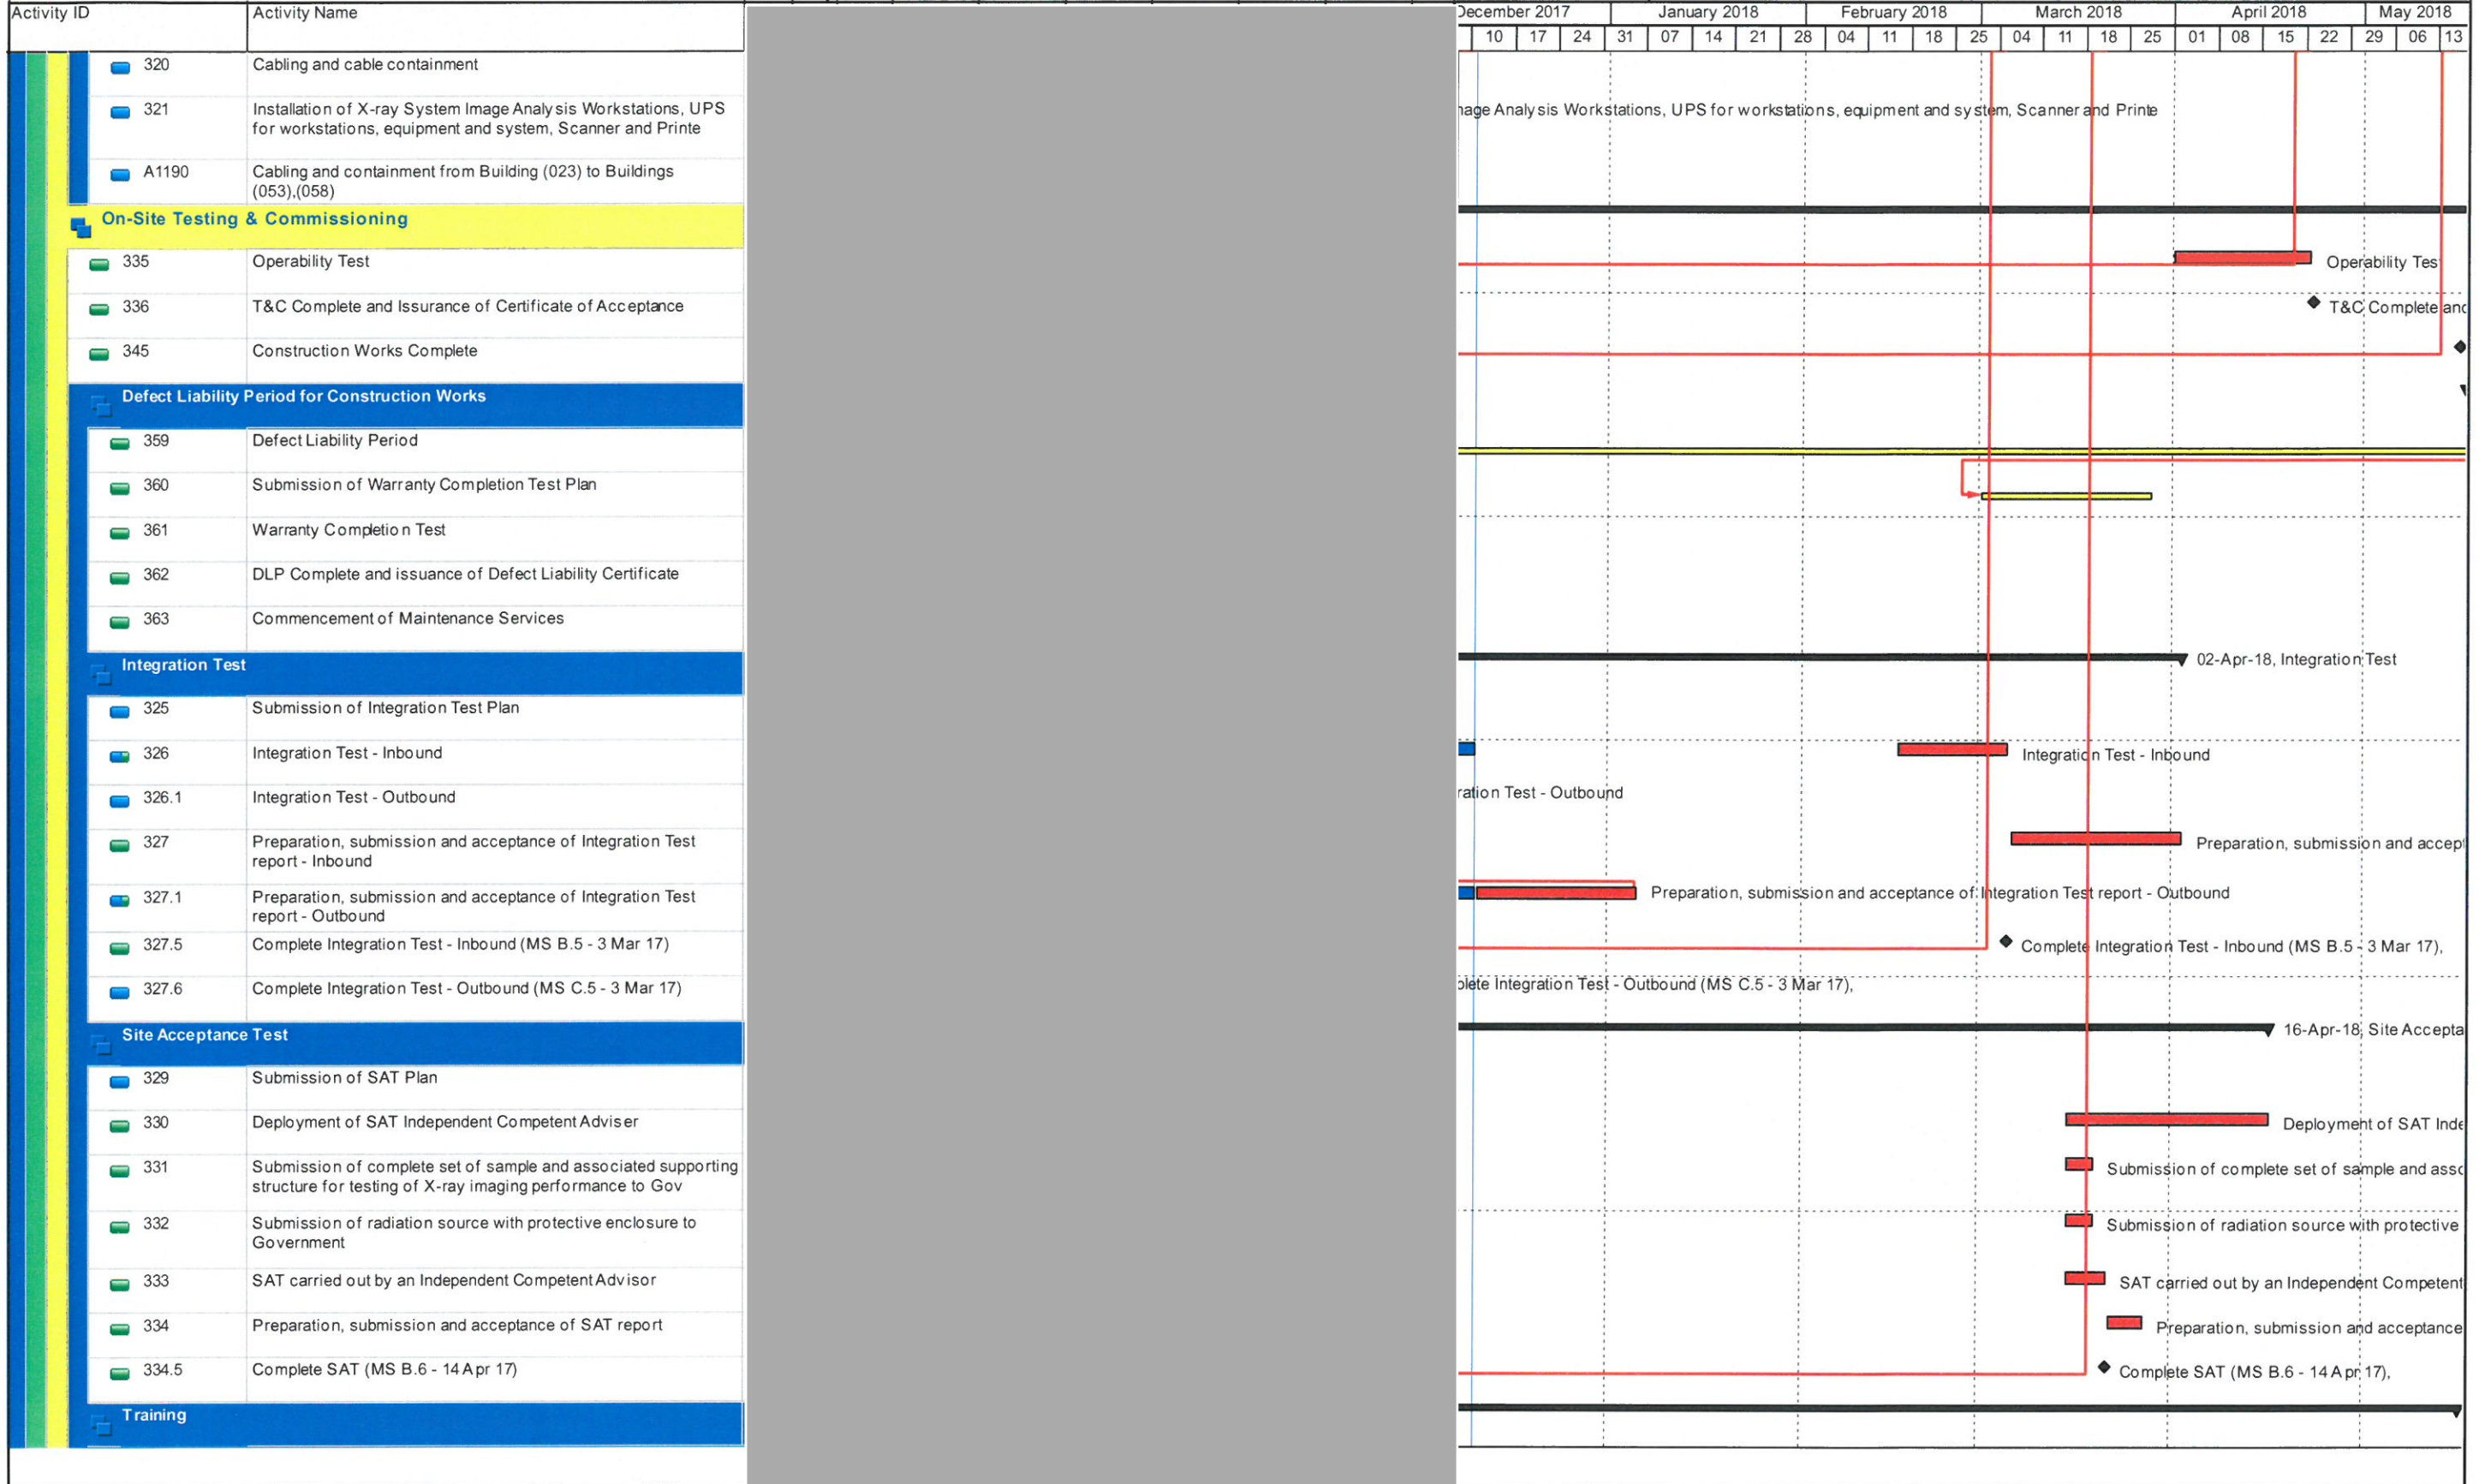 Activity ID Activity Name December 2017 January 2018 February 2018 March 2018 April 2018 May 2018
10 17 24 31 07 14 21 28 04 11 18 25 04 11 18 25 01 08 15 22 29 06 13
320 Cabling and cable containment
321 Installation of X-ray System Image Analysis Workstations, UPS
for workstations, equipment and system, Scanner and Printe
Analysis Workstations, UPS for workstations, equipment and system, Scanner and Printe
A1190 Cabling and containment from Building (023) to Buildings
(053),(058)
On-Site Testing & Commissioning
335 Operability Test Operability Tes
336 T&C Complete and Issurance of Certificate of Acceptance T&C Complete and
345 Construction Works Complete
Defect Liability Period for Construction Works
359 Defect Liability Period
360 Submission of Warranty Completion Test Plan
361 Warranty Completion Test
362 DLP Complete and issuance of Defect Liability Certificate
363 Commencement of Maintenance Services
Integration Test 02-Apr-18, Integration Test
325 Submission of Integration Test Plan
326 Integration Test - Inbound Integration Test - Inbound
326.1 Integration Test - Outbound ration Test - Outbound
327 Preparation, submission and acceptance of Integration Test
report - Inbound
Preparation, submission and accep
327.1 Preparation, submission and acceptance of Integration Test
report - Outbound
Preparation, submission and acceptance of Integration Test report - Outbound
327.5 Complete Integration Test - Inbound (MS B.5 - 3 Mar 17) Complete Integration Test - Inbound (MS B.5 - 3 Mar 17),
327.6 Complete Integration Test - Outbound (MS C.5 - 3 Mar 17) plete Integration Test - Outbound (MS C.5 - 3 Mar 17),
Site Acceptance Test 16-Apr-18, Site Accepta
329 Submission of SAT Plan
330 Deployment of SAT Independent Competent Adviser Deployment of SAT Inde
331 Submission of complete set of sample and associated supporting
structure for testing of X-ray imaging performance to Gov
Submission of complete set of sample and asso
332 Submission of radiation source with protective enclosure to
Government
Submission of radiation source with protective
333 SAT carried out by an Independent Competent Advisor SAT carried out by an Independent Competent
334 Preparation, submission and acceptance of SAT report Preparation, submission and acceptance
334.5 Complete SAT (MS B.6 - 14 Apr 17) Complete SAT (MS B.6 - 14 Apr 17),
Training